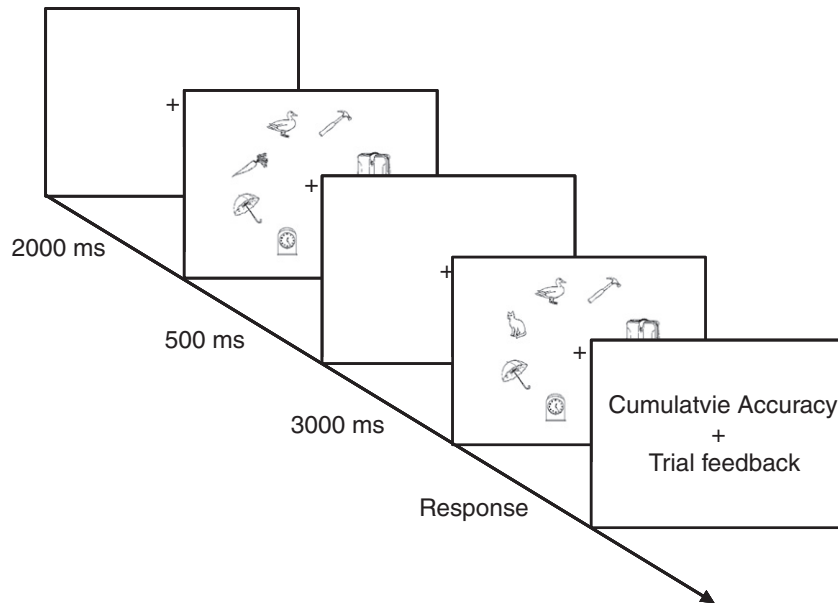 +
+
+
+
2000 ms
500 ms
3000 ms
Response
Cumulatvie Accuracy
+
Trial feedback